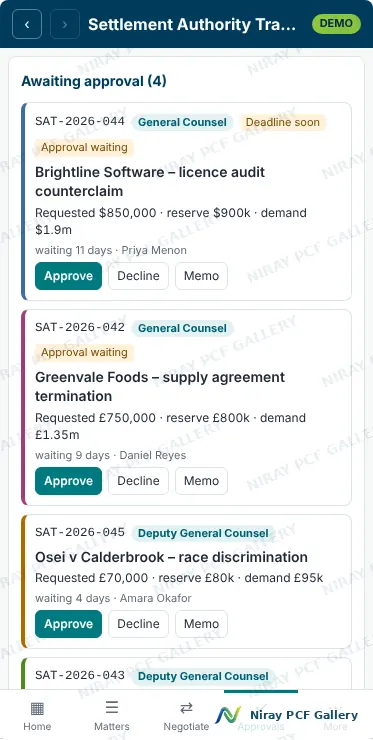 ‹ › Settlement Authority Tra... DEMO
Awaiting approval (4)
SAT-2026-044 General Counsel Deadline soon
Approval waiting
Brightline Software – licence audit
counterclaim
Requested $850,000 · reserve $900k · demand
$1.9m
waiting 11 days · Priya Menon
Approve Decline Memo
SAT-2026-042 General Counsel
Approval waiting
Greenvale Foods – supply agreement
termination
Requested £750,000 · reserve £800k · demand
£1.35m
waiting 9 days · Daniel Reyes
Approve Decline Memo
SAT-2026-045 Deputy General Counsel
Osei v Calderbrook – race discrimination
Requested £70,000 · reserve £80k · demand £95k
waiting 4 days · Amara Okafor
Approve Decline Memo
SAT-2026-043 Deputy General Counsel
Home Matters Negotiate Approvals More
Niray PCF Gallery
NIRAY PCF GALLERY